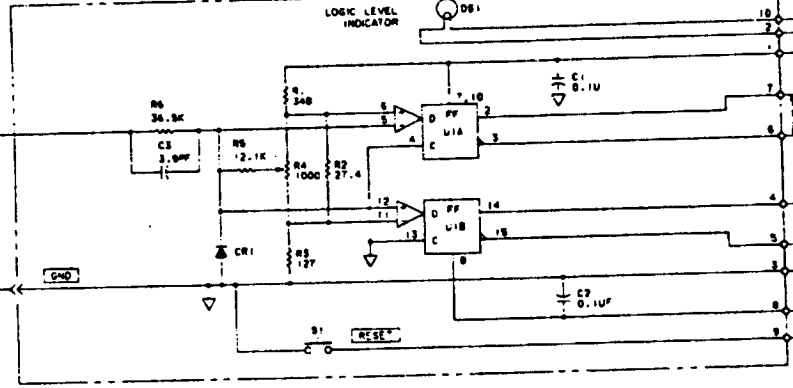 LOGIC LEVEL
INDICATOR
DS1
10
2
1
C1
0.1U
R6
36.5K
C3
3.9PF
348
6
5
7,10
D
FF
U1A
C
2
3
4
7
6
R5
12.1K
R4
1000
R2
27.4
12
11
13
D
FF
U1B
C
14
15
8
4
5
CR1
R3
127
GND
3
C2
0.1UF
8
S1
RESET
9